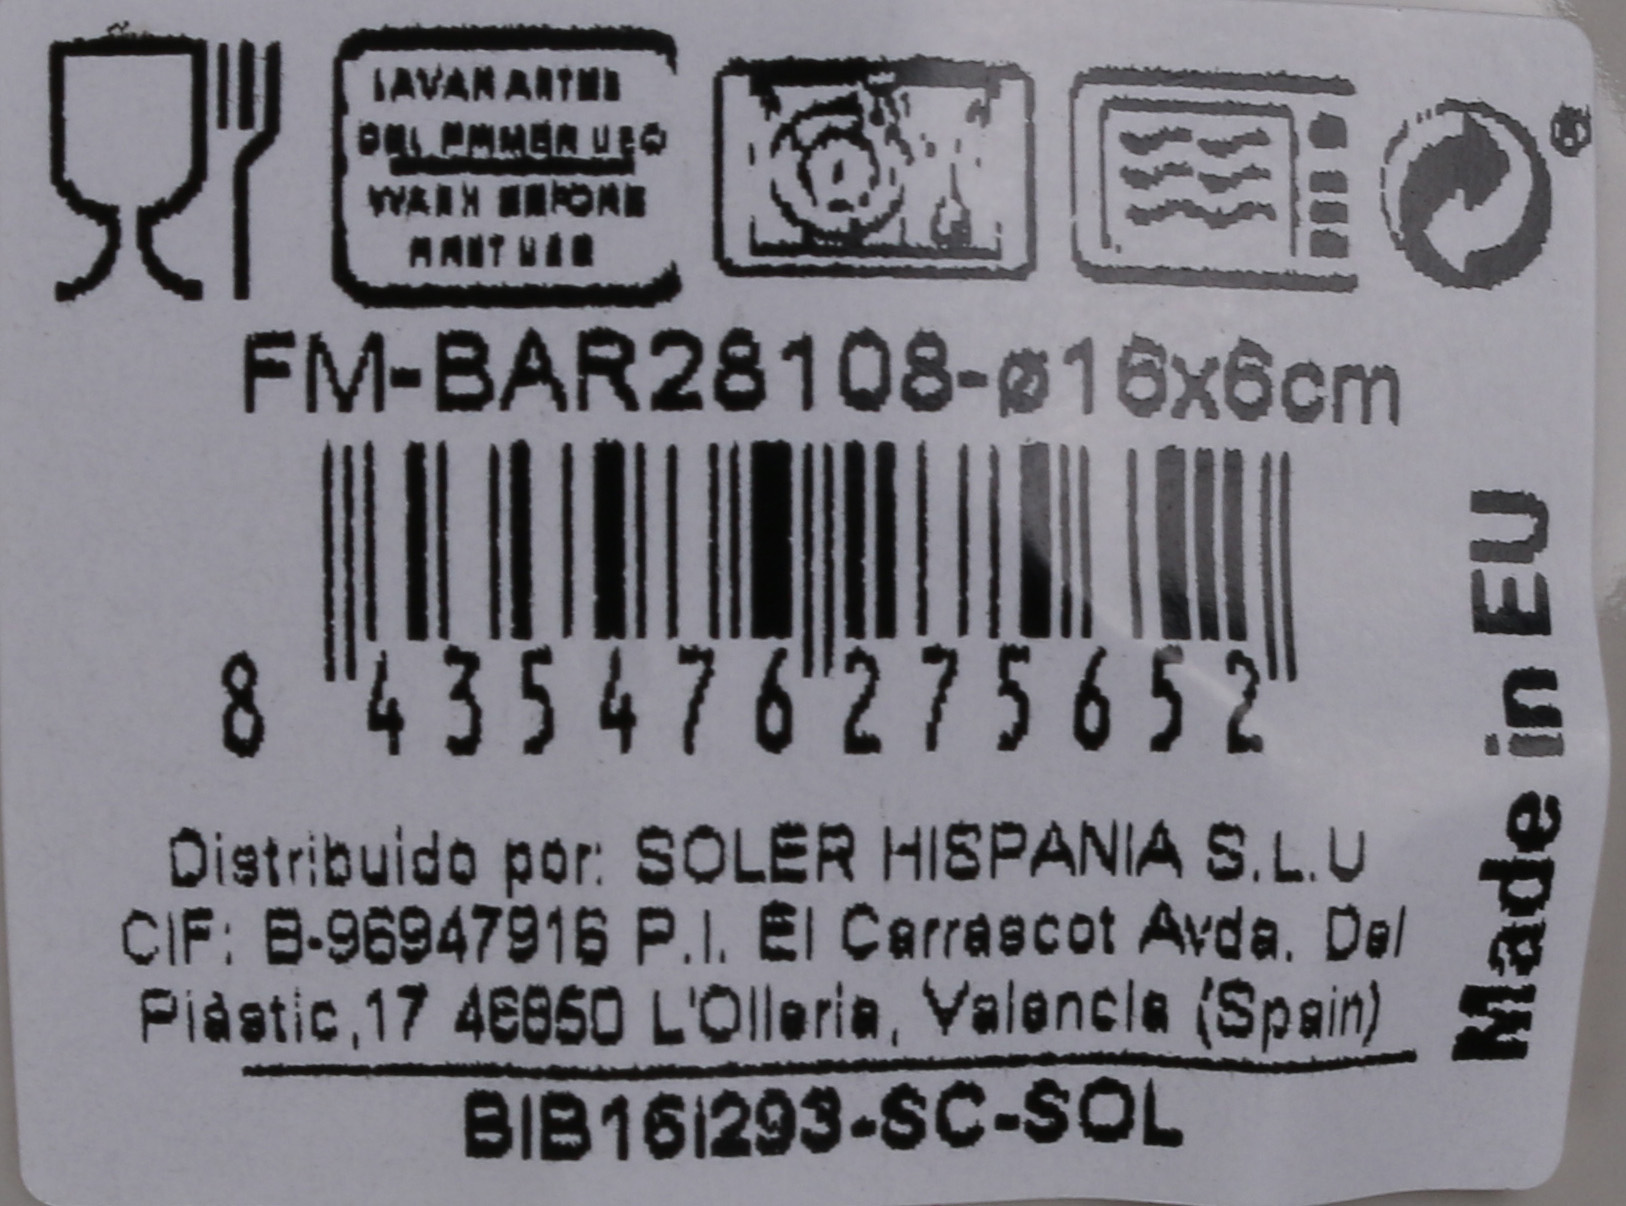 LAVAR ANTES
DEL PRIMER USO
WASH BEFORE
FIRST USE
®
FM-BAR28108-ø16x6cm
8 435476 275652
Made in EU
Distribuido por: SOLER HISPANIA S.L.U
CIF: B-96947916 P.I. El Carrascot Avda. Del
Plàstic,17 46850 L'Olleria, Valencia (Spain)
BIB16i293-SC-SOL